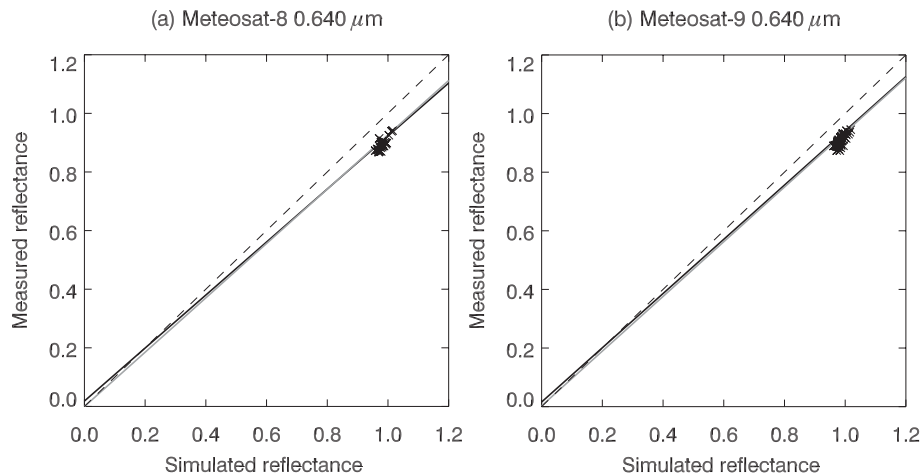 (a) Meteosat-8 0.640 μm
(b) Meteosat-9 0.640 μm
1.2
1.0
0.8
0.6
0.4
0.2
0.0
Measured reflectance
0.0 0.2 0.4 0.6 0.8 1.0 1.2
Simulated reflectance
1.2
1.0
0.8
0.6
0.4
0.2
0.0
Measured reflectance
0.0 0.2 0.4 0.6 0.8 1.0 1.2
Simulated reflectance